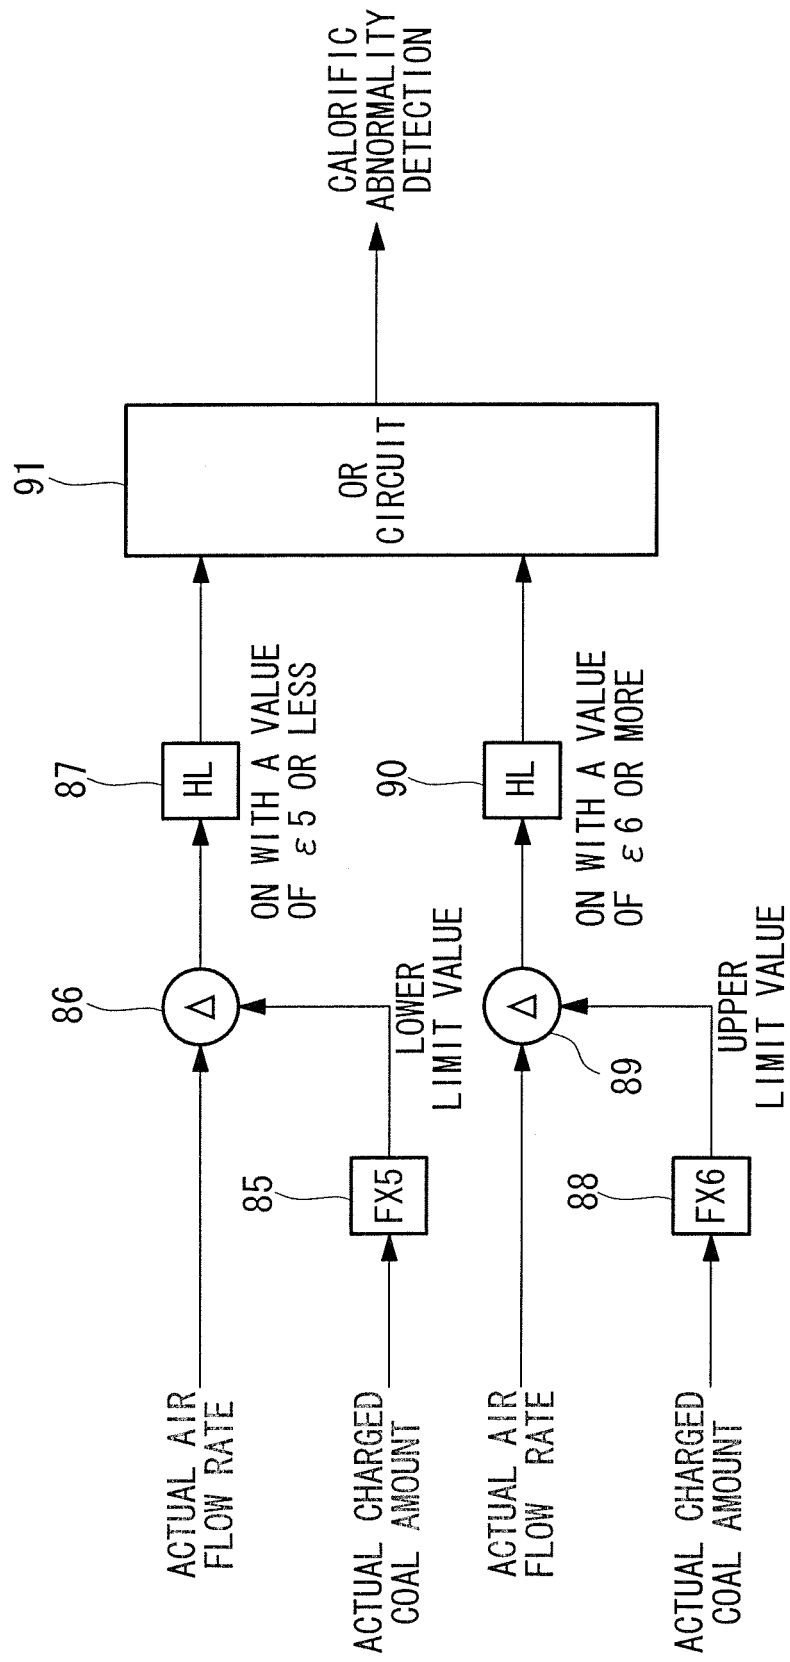 ACTUAL AIR
FLOW RATE
86
Δ
87
HL
ON WITH A VALUE
OF ε5 OR LESS
ACTUAL CHARGED
COAL AMOUNT
85
FX5
LOWER
LIMIT VALUE
91
OR
CIRCUIT
CALORIFIC
ABNORMALITY
DETECTION
ACTUAL AIR
FLOW RATE
89
Δ
90
HL
ON WITH A VALUE
OF ε6 OR MORE
ACTUAL CHARGED
COAL AMOUNT
88
FX6
UPPER
LIMIT VALUE